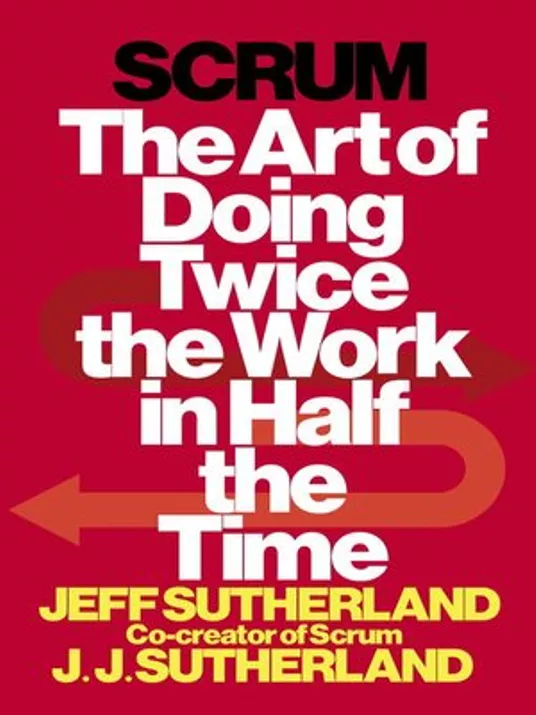 SCRUM
The Art of
Doing
Twice
the Work
in Half
the
Time
JEFF SUTHERLAND
Co-creator of Scrum
J. J. SUTHERLAND